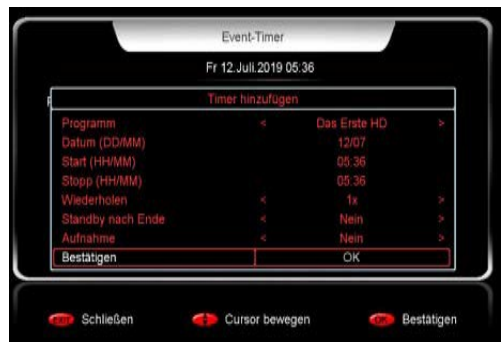 Event-Timer
Fr 12.Juli.2019 05:36
Timer hinzufügen
Programm < Das Erste HD >
Datum (DD/MM) 12/07
Start (HH/MM) 05:36
Stopp (HH/MM) 05:36
Wiederholen < 1x >
Standby nach Ende < Nein >
Aufnahme < Nein >
Bestätigen OK
EXIT Schließen Cursor bewegen OK Bestätigen